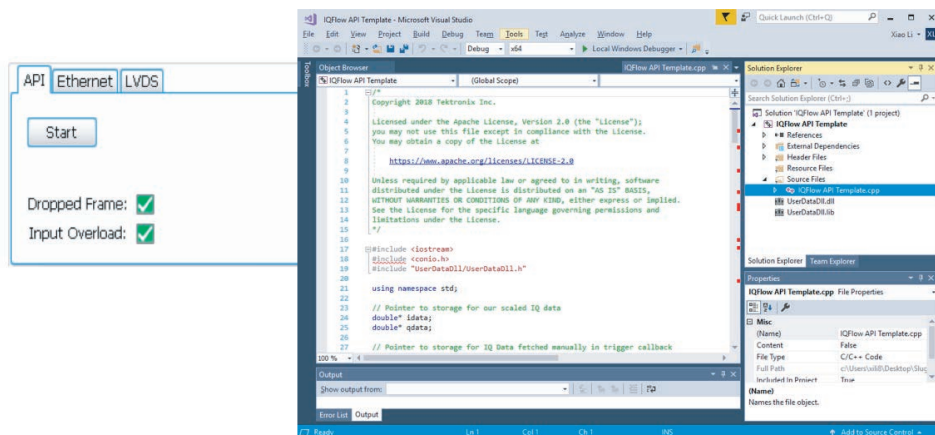 API Ethernet LVDS
Start
Dropped Frame:
Input Overload:
IQFlow API Template - Microsoft Visual Studio
Quick Launch (Ctrl+Q)
File Edit View Project Build Debug Team Tools Test Analyze Window Help
Xiao Li XL
Debug x64 Local Windows Debugger
Toolbox
Object Browser
IQFlow API Template.cpp
IQFlow API Template
(Global Scope)
1 /*
2 Copyright 2018 Tektronix Inc.
3
4 Licensed under the Apache License, Version 2.0 (the "License");
5 you may not use this file except in compliance with the License.
6 You may obtain a copy of the License at
7
8 https://www.apache.org/licenses/LICENSE-2.0
9
10 Unless required by applicable law or agreed to in writing, software
11 distributed under the License is distributed on an "AS IS" BASIS,
12 WITHOUT WARRANTIES OR CONDITIONS OF ANY KIND, either express or implied.
13 See the License for the specific language governing permissions and
14 limitations under the License.
15 */
16
17 #include <iostream>
18 #include <conio.h>
19 #include "UserDataDll/UserDataDll.h"
20
21 using namespace std;
22
23 // Pointer to storage for our scaled IQ data
24 double* idata;
25 double* qdata;
26
27 // Pointer to storage for IQ Data fetched manually in trigger callback
100 %
Output
Show output from:
Error List Output
Solution Explorer
Search Solution Explorer (Ctrl+;)
Solution 'IQFlow API Template' (1 project)
IQFlow API Template
References
External Dependencies
Header Files
Resource Files
Source Files
IQFlow API Template.cpp
UserDataDll.dll
UserDataDll.lib
Solution Explorer Team Explorer
Properties
IQFlow API Template.cpp File Properties
Misc
(Name) IQFlow API Template.cpp
Content False
File Type C/C++ Code
Full Path c:\Users\xili8\Desktop\Slug
Included In Project True
(Name)
Names the file object.
Ready Ln 1 Col 1 Ch 1 INS Add to Source Control